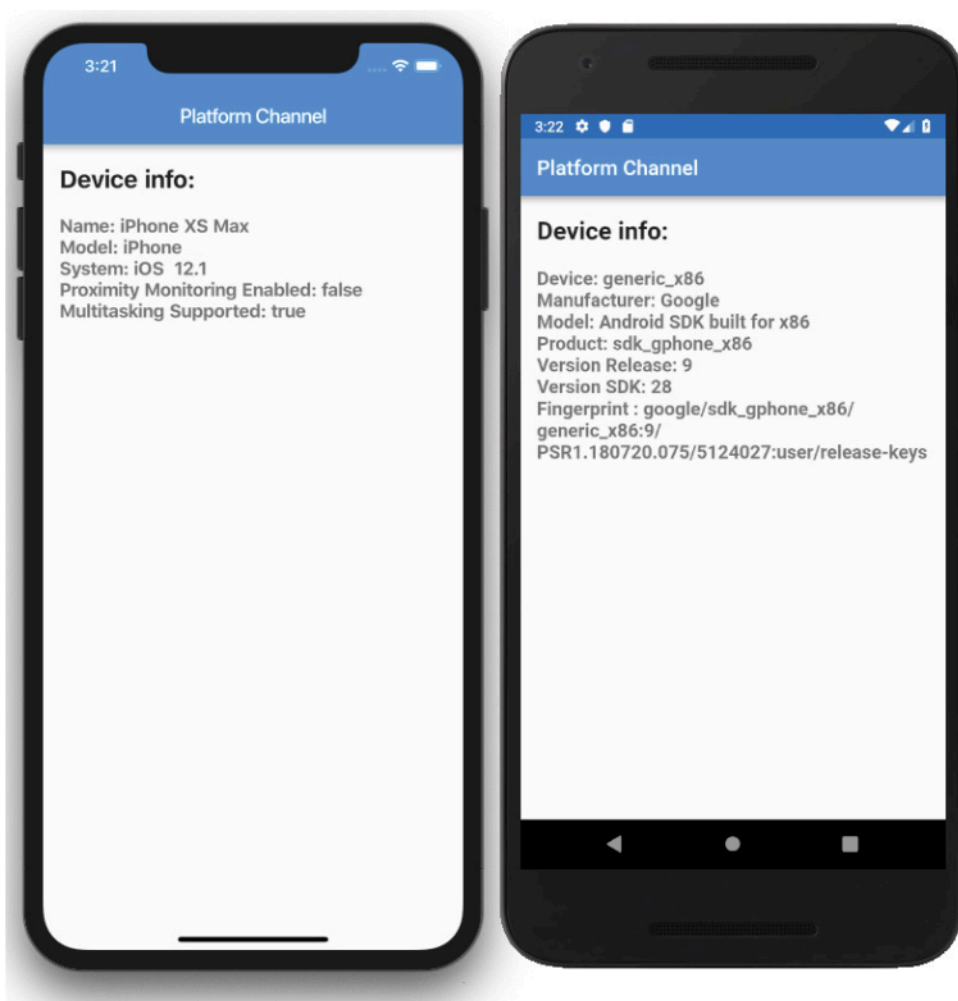 3:21
Platform Channel
Device info:
Name: iPhone XS Max
Model: iPhone
System: iOS  12.1
Proximity Monitoring Enabled: false
Multitasking Supported: true
3:22
Platform Channel
Device info:
Device: generic_x86
Manufacturer: Google
Model: Android SDK built for x86
Product: sdk_gphone_x86
Version Release: 9
Version SDK: 28
Fingerprint : google/sdk_gphone_x86/
generic_x86:9/
PSR1.180720.075/5124027:user/release-keys